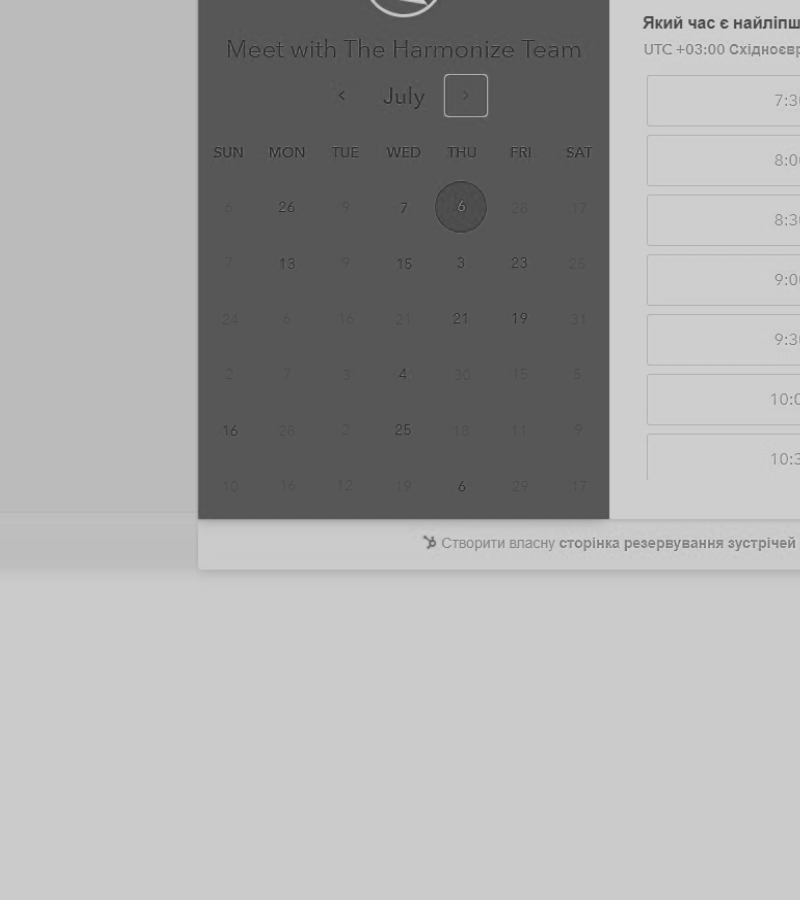 Meet with The Harmonize Team
July
SUN MON TUE WED THU FRI SAT
6 26 9 7 6 28 17
7 13 9 15 3 23 25
24 6 16 21 21 19 31
2 7 3 4 30 15 5
16 28 2 25 18 11 9
10 16 12 19 6 29 17
Який час є
UTC +03:00
7:3
8:0
8:3
9:0
9:3
10:0
10:3
Створити власну сторінка резервування зустрічей